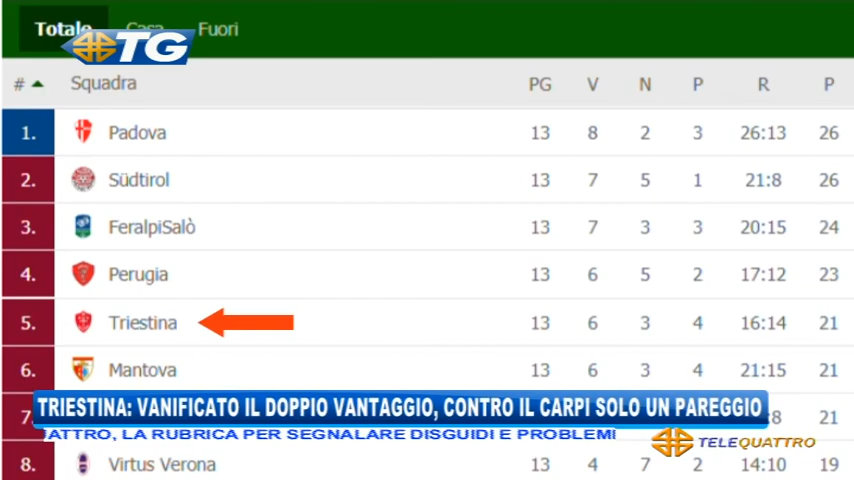 Totale Casa Fuori
TG
# Squadra PG V N P R P
1. Padova 13 8 2 3 26:13 26
2. Südtirol 13 7 5 1 21:8 26
3. FeralpiSalò 13 7 3 3 20:15 24
4. Perugia 13 6 5 2 17:12 23
5. Triestina 13 6 3 4 16:14 21
6. Mantova 13 6 3 4 21:15 21
7. 21
TRIESTINA: VANIFICATO IL DOPPIO VANTAGGIO, CONTRO IL CARPI SOLO UN PAREGGIO
ATTRO, LA RUBRICA PER SEGNALARE DISGUIDI E PROBLEMI
TELEQUATTRO
8. Virtus Verona 13 4 7 2 14:10 19